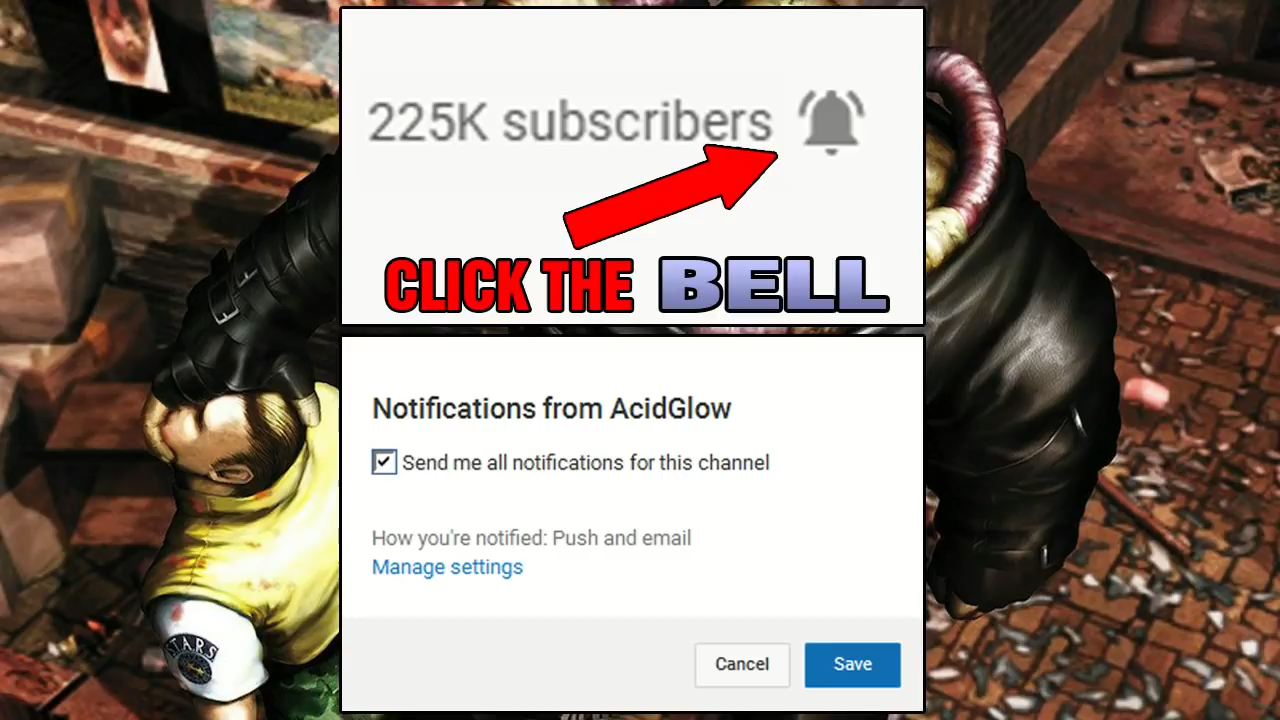 225K subscribers
CLICK THE BELL
Notifications from AcidGlow
Send me all notifications for this channel
How you're notified: Push and email
Manage settings
Cancel Save
STARS